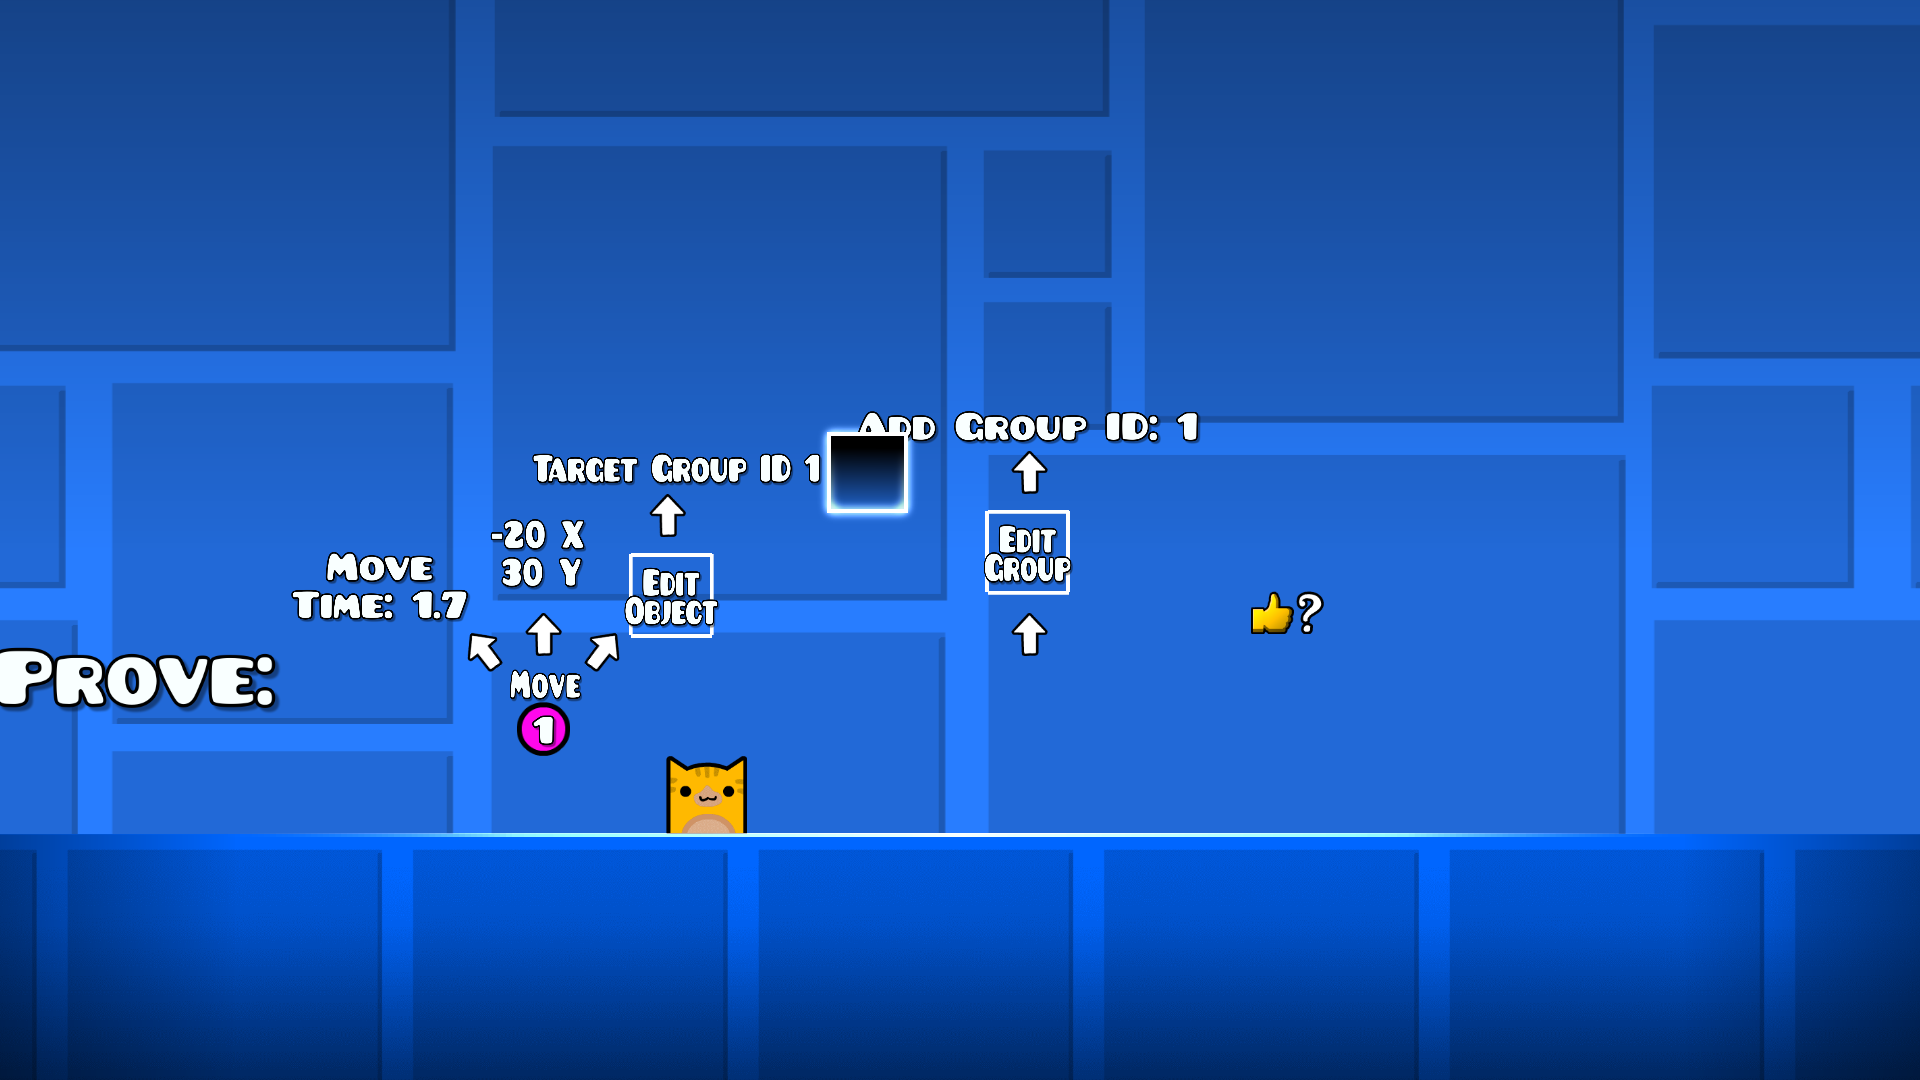 Prove:
Move
Time: 1.7
-20 X
30 Y
Move
1
Target Group ID 1
Edit
Object
Add Group ID: 1
Edit
Group
?